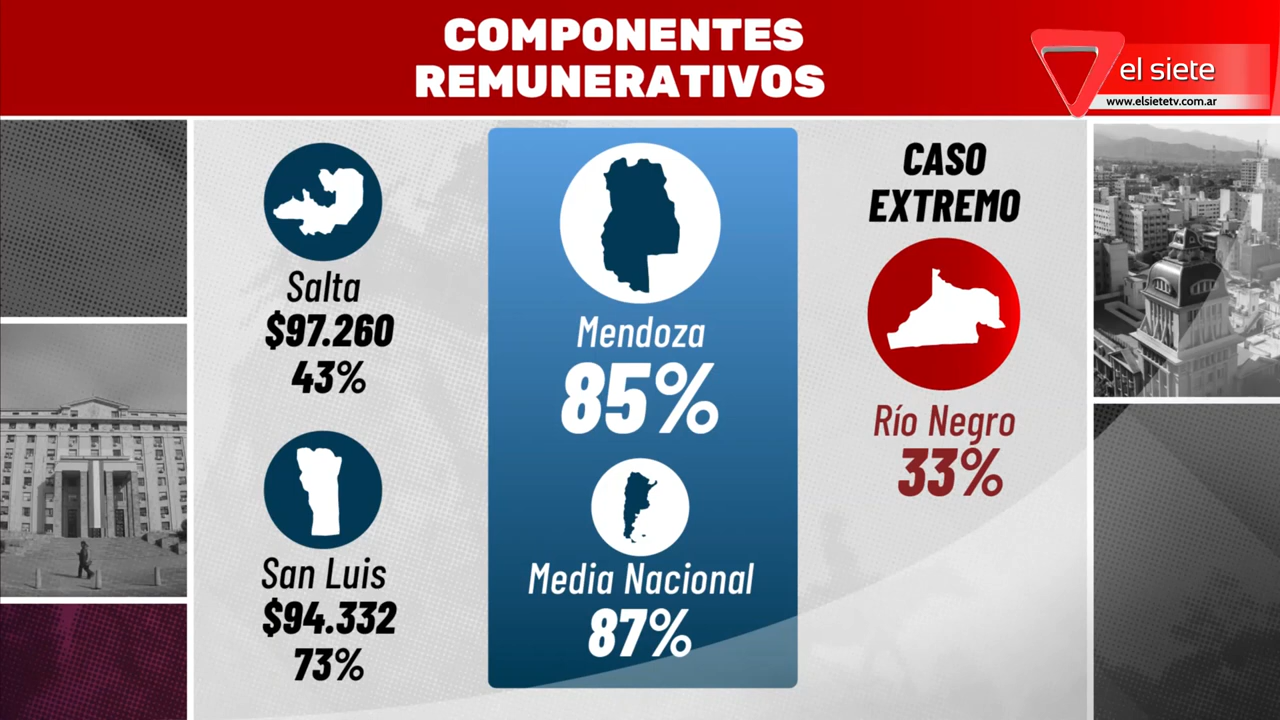 COMPONENTES
REMUNERATIVOS
el siete
www.elsietetv.com.ar
Salta
$97.260
43%
San Luis
$94.332
73%
Mendoza
85%
Media Nacional
87%
CASO
EXTREMO
Río Negro
33%